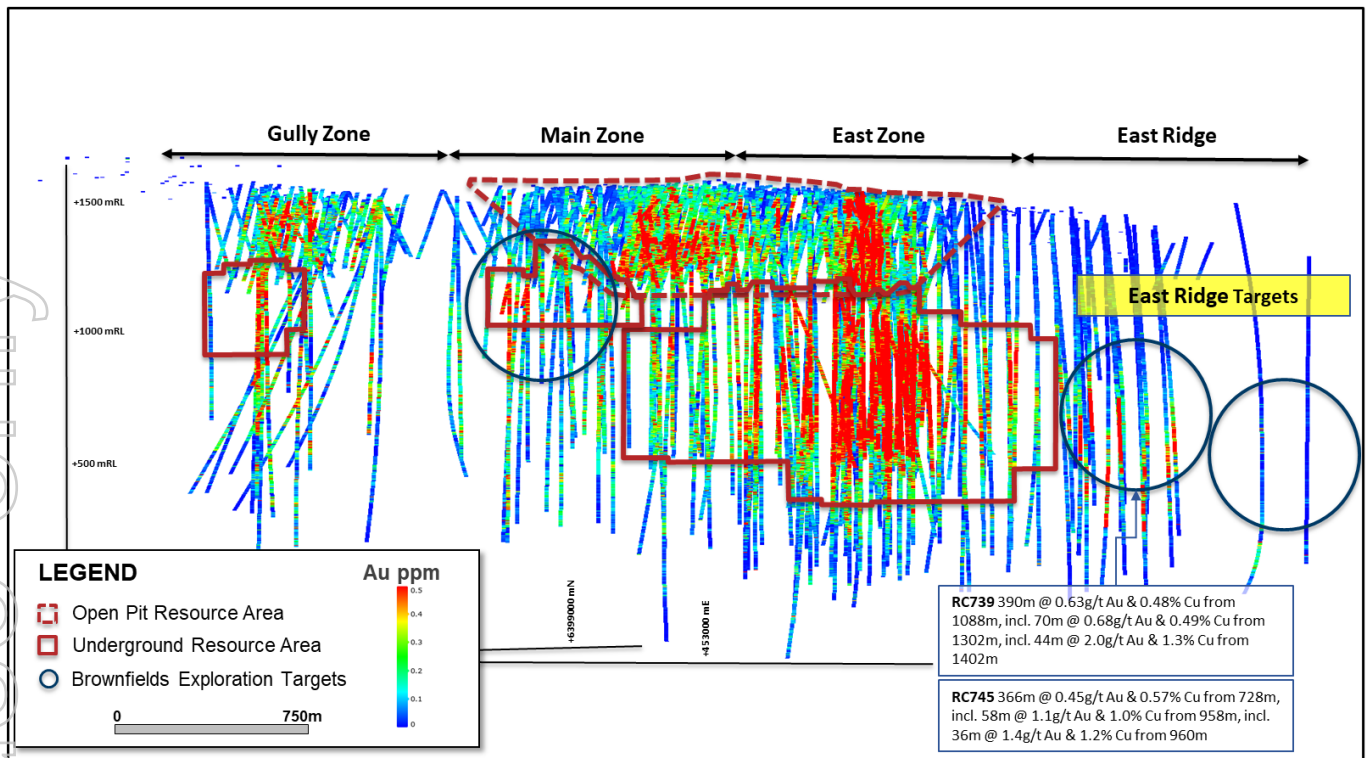 Gully Zone
Main Zone
East Zone
East Ridge
+1500 mRL
+1000 mRL
+500 mRL
East Ridge Targets
+6399000 mN
+453000 mE
LEGEND
Au ppm
Open Pit Resource Area
Underground Resource Area
Brownfields Exploration Targets
0.5
0.4
0.3
0.2
0.1
0
0
750m
RC739 390m @ 0.63g/t Au & 0.48% Cu from
1088m, incl. 70m @ 0.68g/t Au & 0.49% Cu from
1302m, incl. 44m @ 2.0g/t Au & 1.3% Cu from
1402m
RC745 366m @ 0.45g/t Au & 0.57% Cu from 728m,
incl. 58m @ 1.1g/t Au & 1.0% Cu from 958m, incl.
36m @ 1.4g/t Au & 1.2% Cu from 960m